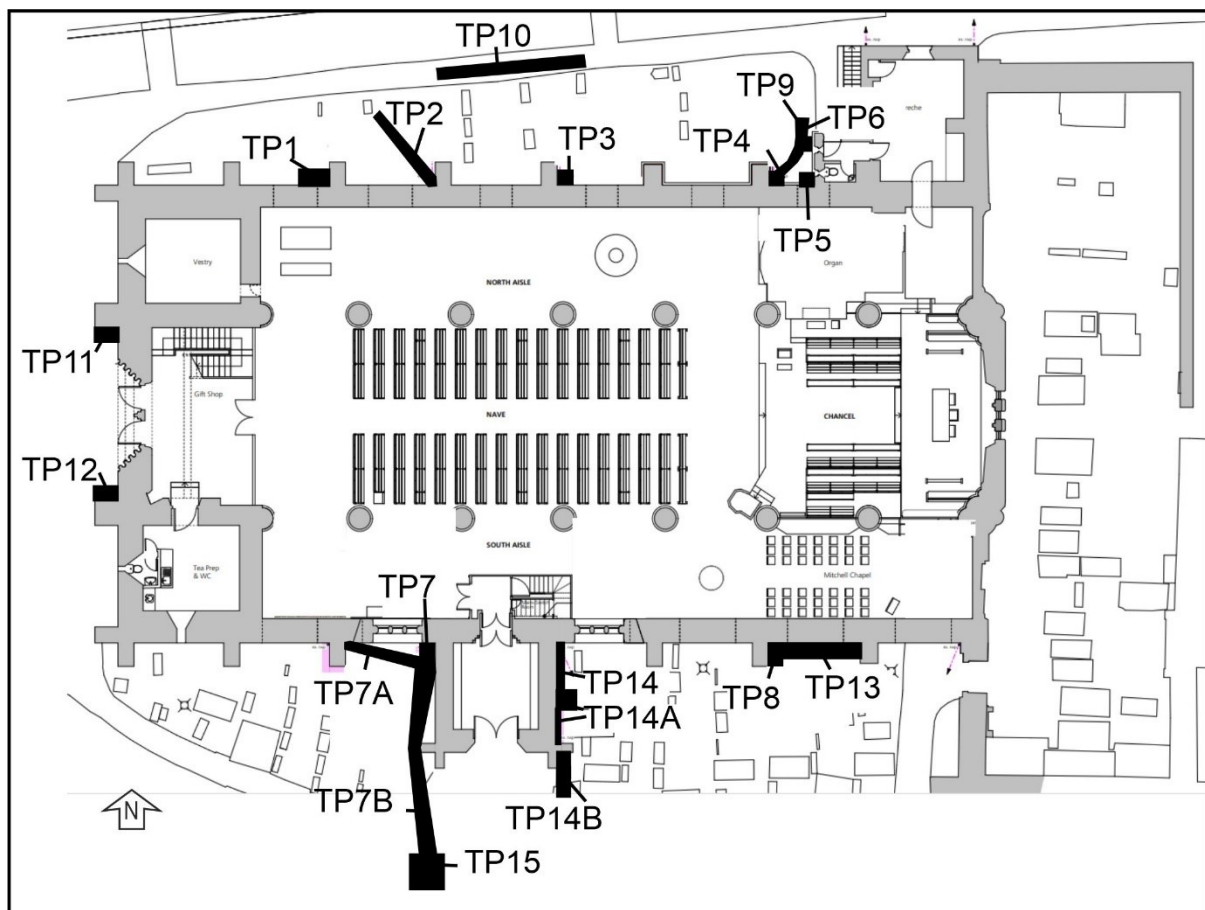 TP10
TP9
TP2
TP6
TP1
TP3
TP4
TP5
Vestry
Organ
NORTH AISLE
TP11
Gift Shop
NAVE
CHANCEL
TP12
SOUTH AISLE
Tea Prep
& WC
Mitchell Chapel
TP7
TP7A
TP14
TP8
TP13
TP14A
TP7B
TP14B
N
TP15